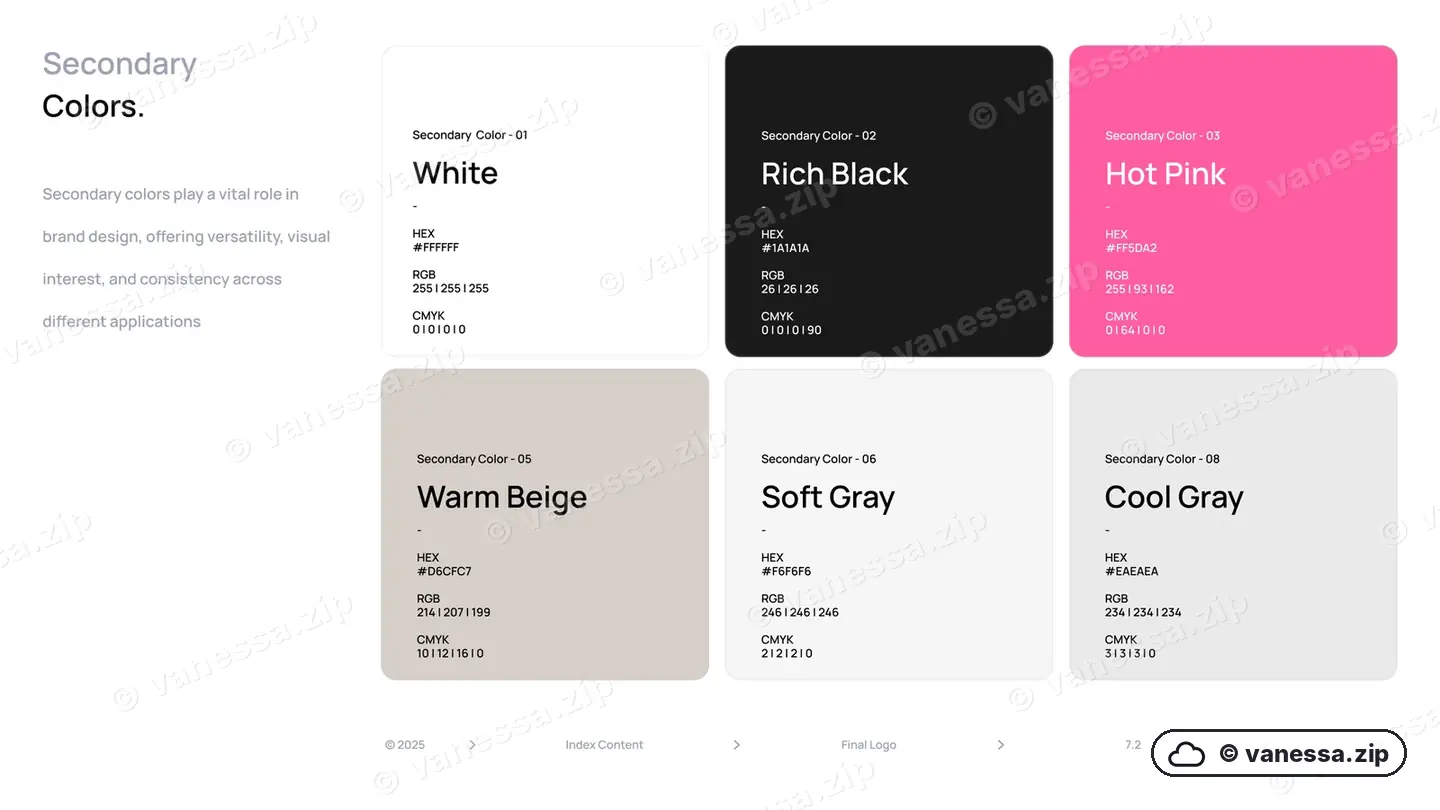 Secondary
Colors.
Secondary colors play a vital role in
brand design, offering versatility, visual
interest, and consistency across
different applications
Secondary Color - 01
White
-
HEX
#FFFFFF
RGB
255 | 255 | 255
CMYK
0 | 0 | 0 | 0
Secondary Color - 02
Rich Black
-
HEX
#1A1A1A
RGB
26 | 26 | 26
CMYK
0 | 0 | 0 | 90
Secondary Color - 03
Hot Pink
-
HEX
#FF5DA2
RGB
255 | 93 | 162
CMYK
0 | 64 | 0 | 0
Secondary Color - 05
Warm Beige
-
HEX
#D6CFC7
RGB
214 | 207 | 199
CMYK
10 | 12 | 16 | 0
Secondary Color - 06
Soft Gray
-
HEX
#F6F6F6
RGB
246 | 246 | 246
CMYK
2 | 2 | 2 | 0
Secondary Color - 08
Cool Gray
-
HEX
#EAEAEA
RGB
234 | 234 | 234
CMYK
3 | 3 | 3 | 0
© 2025 > Index Content > Final Logo > 7.2
© vanessa.zip